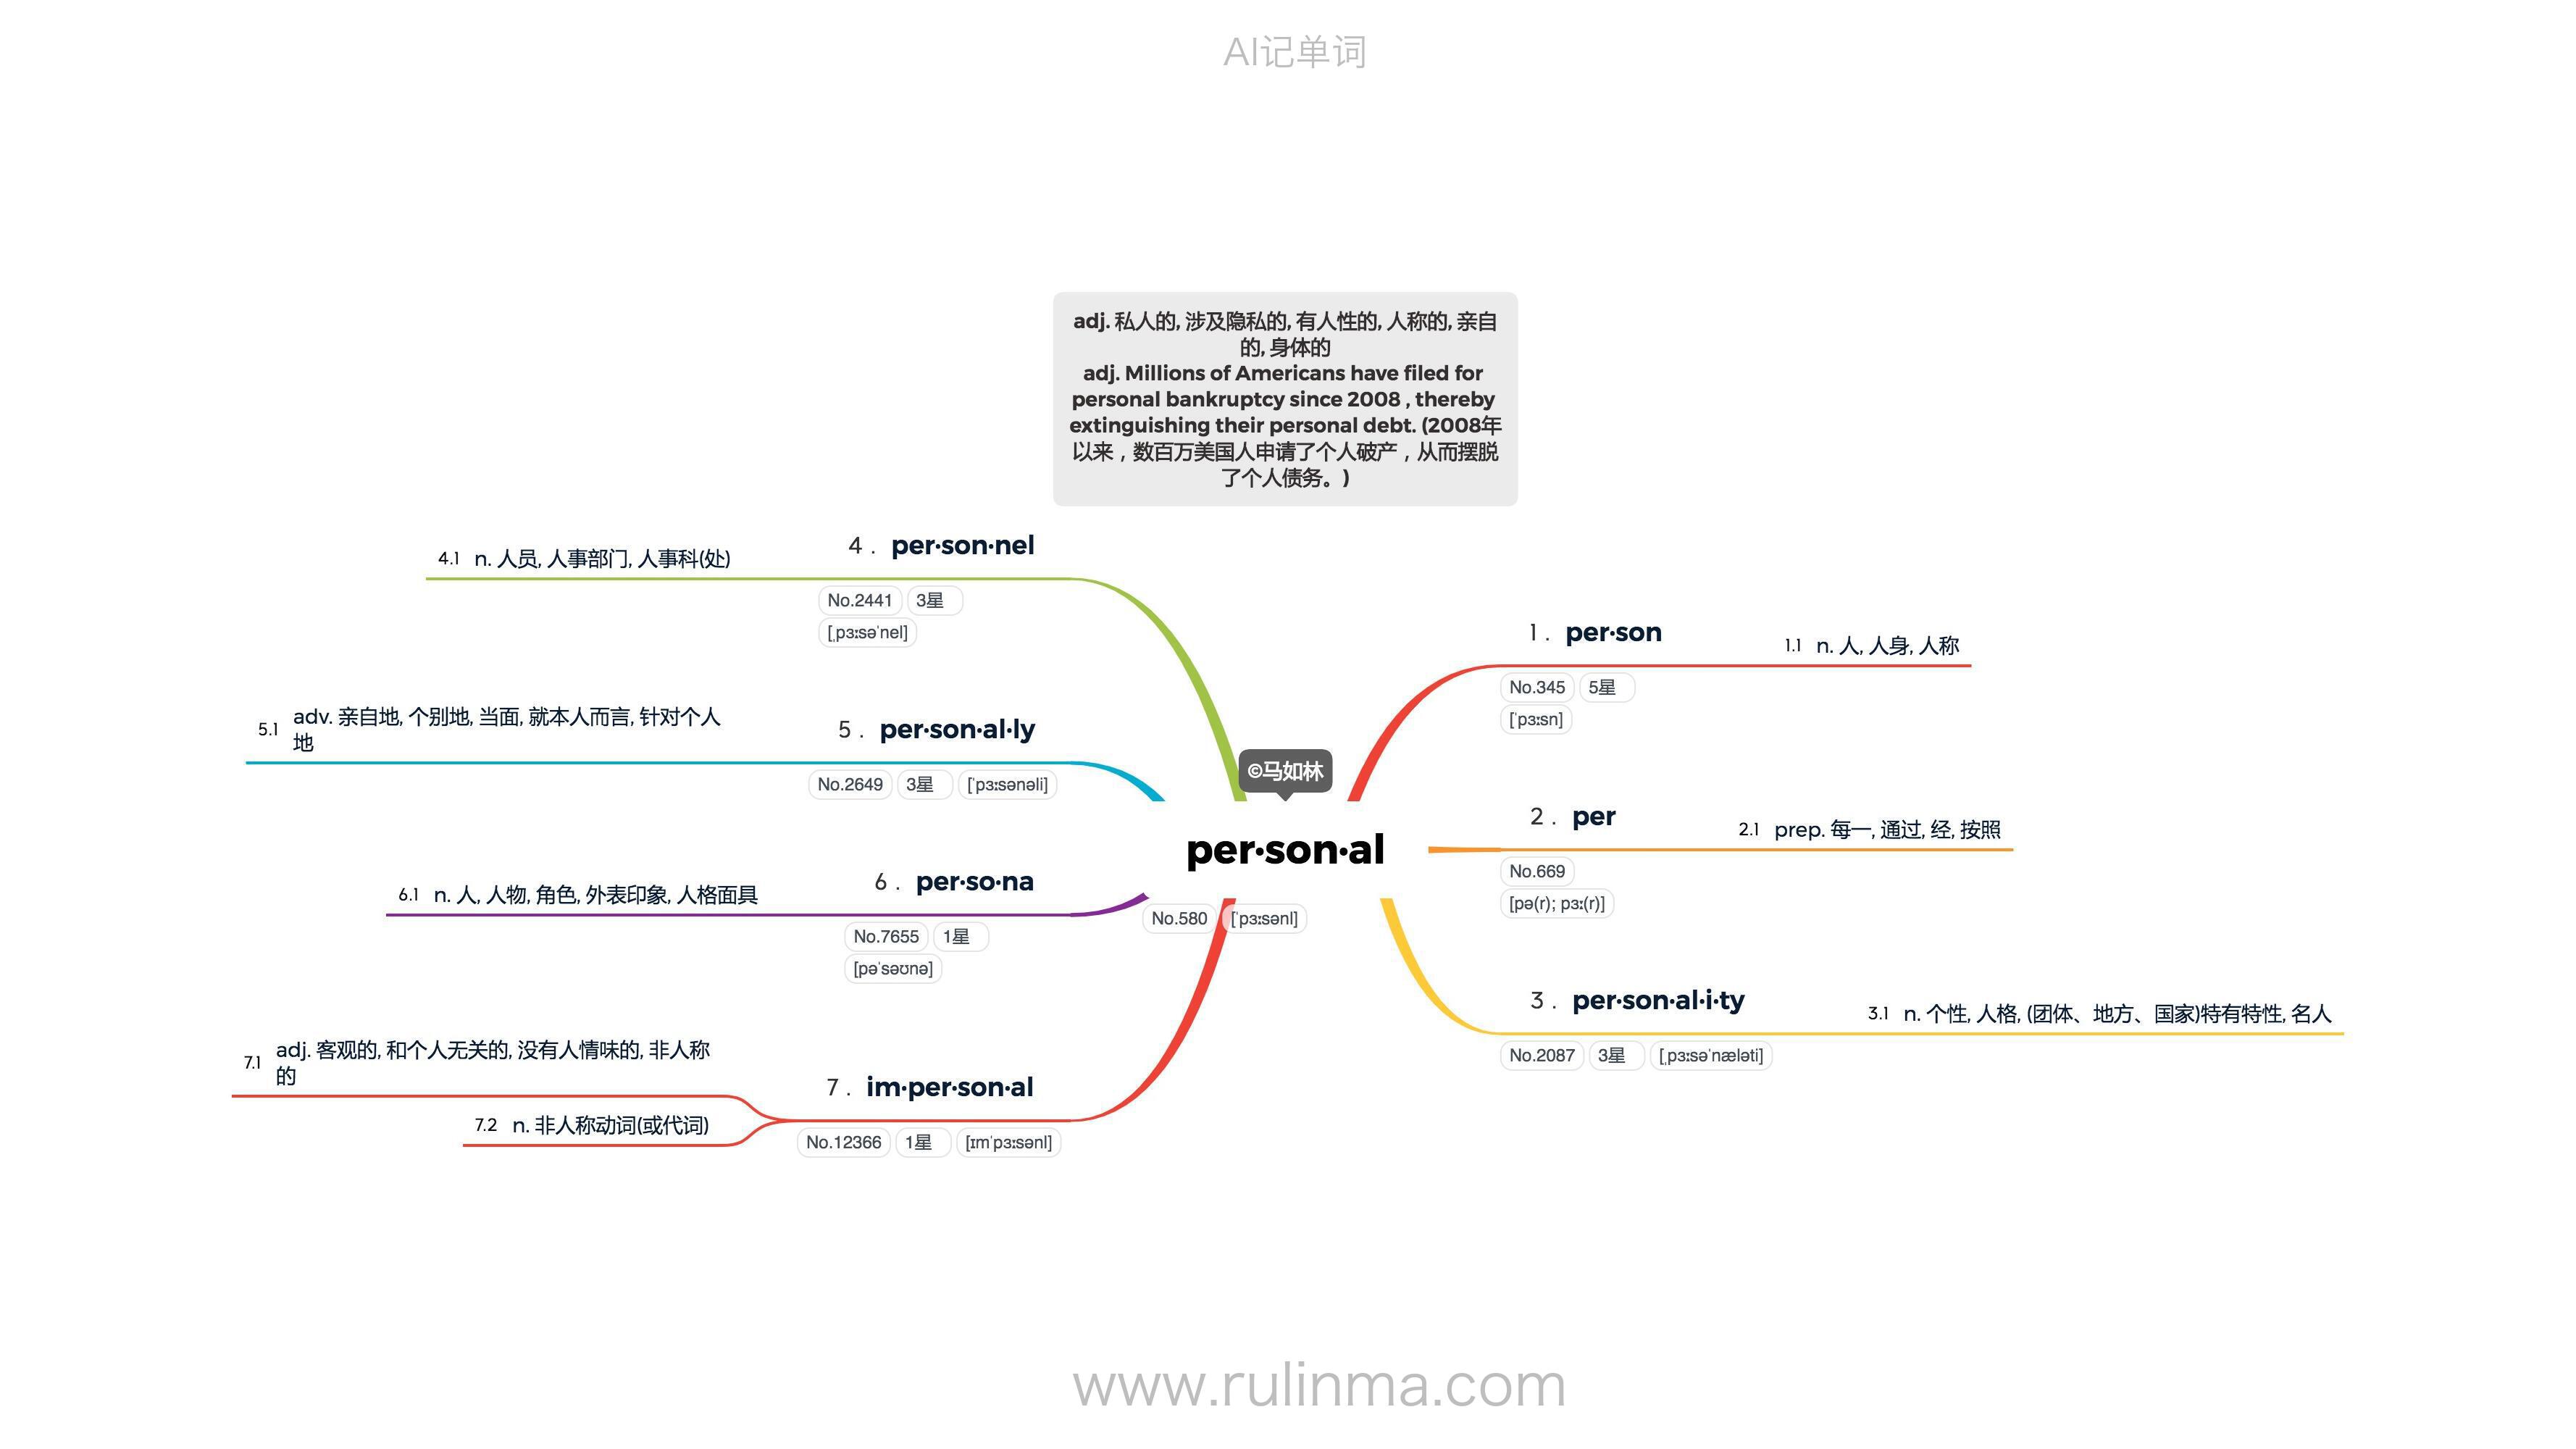 AI记单词
adj. 私人的, 涉及隐私的, 有人性的, 人称的, 亲自
的, 身体的
adj. Millions of Americans have filed for
personal bankruptcy since 2008 , thereby
extinguishing their personal debt. (2008年
以来，数百万美国人申请了个人破产，从而摆脱
了个人债务。)
©马如林
per·son·al
No.580 [ˈpɜːsənl]
1 . per·son
1.1 n. 人, 人身, 人称
No.345 5星
[ˈpɜːsn]
2 . per
2.1 prep. 每一, 通过, 经, 按照
No.669
[pə(r); pɜː(r)]
3 . per·son·al·i·ty
3.1 n. 个性, 人格, (团体、地方、国家)特有特性, 名人
No.2087 3星 [ˌpɜːsəˈnæləti]
4 . per·son·nel
4.1 n. 人员, 人事部门, 人事科(处)
No.2441 3星
[ˌpɜːsəˈnel]
5 . per·son·al·ly
5.1 adv. 亲自地, 个别地, 当面, 就本人而言, 针对个人
地
No.2649 3星 [ˈpɜːsənəli]
6 . per·so·na
6.1 n. 人, 人物, 角色, 外表印象, 人格面具
No.7655 1星
[pəˈsəʊnə]
7 . im·per·son·al
7.1 adj. 客观的, 和个人无关的, 没有人情味的, 非人称
的
7.2 n. 非人称动词(或代词)
No.12366 1星 [ɪmˈpɜːsənl]
www.rulinma.com